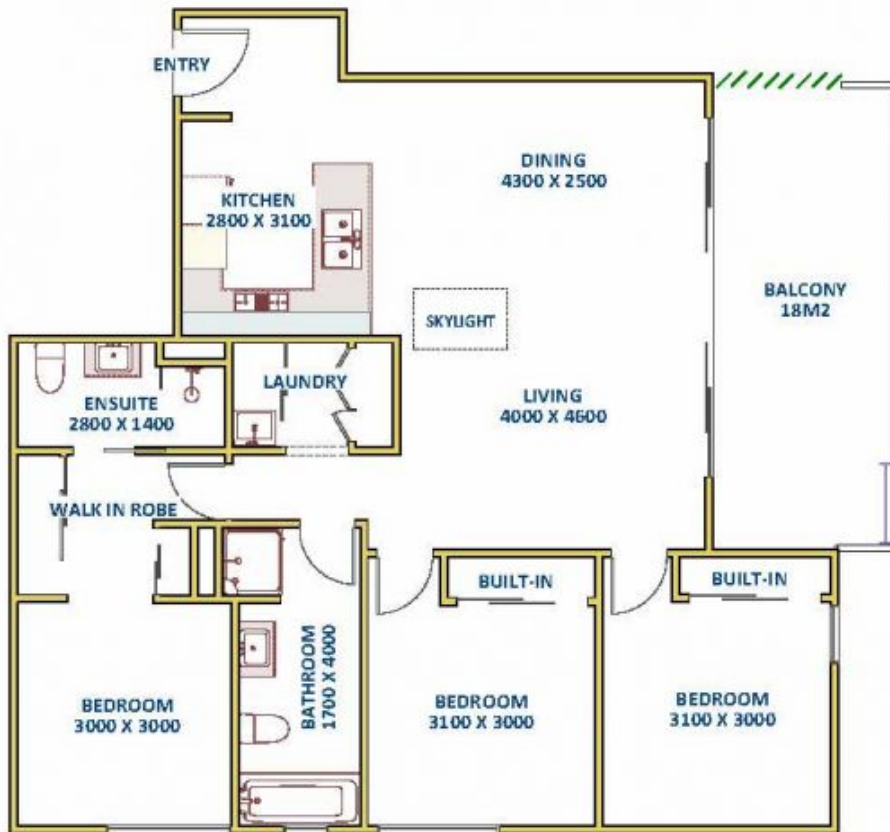 ENTRY
DINING
4300 X 2500
KITCHEN
2800 X 3100
BALCONY
18M2
SKYLIGHT
LAUNDRY
ENSUITE
2800 X 1400
LIVING
4000 X 4600
WALK IN ROBE
BUILT-IN
BUILT-IN
BEDROOM
3000 X 3000
BATHROOM
1700 X 4000
BEDROOM
3100 X 3000
BEDROOM
3100 X 3000